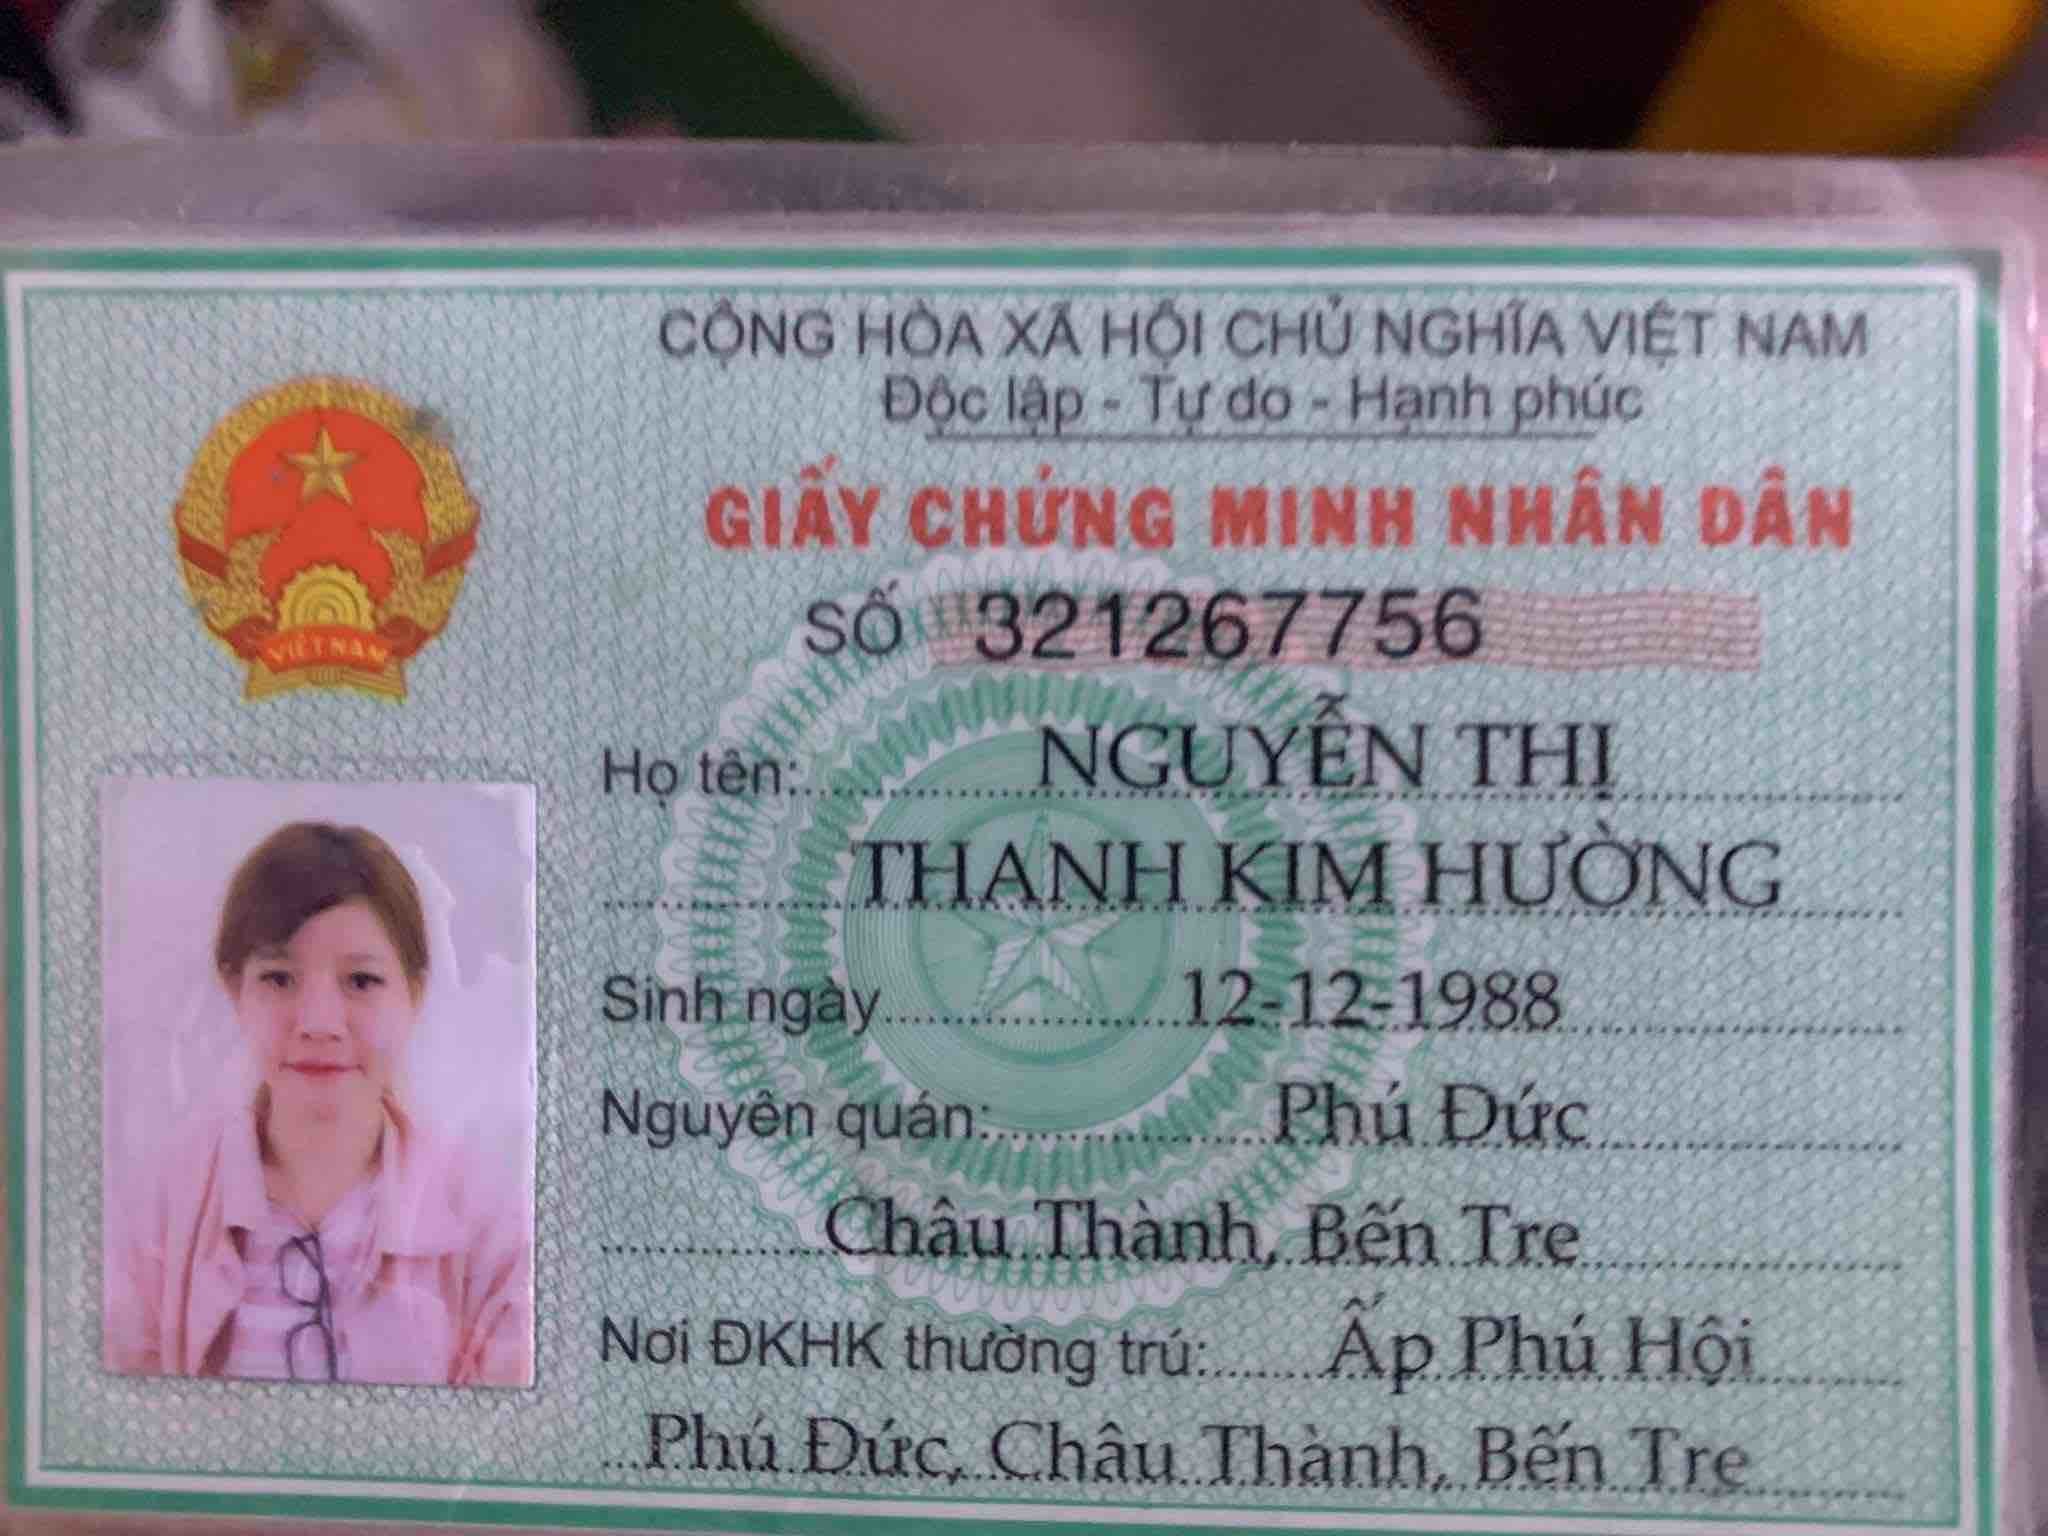 CỘNG HÒA XÃ HỘI CHỦ NGHĨA VIỆT NAM
Độc lập - Tự do - Hạnh phúc
GIẤY CHỨNG MINH NHÂN DÂN
SỐ 321267756
VIỆT NAM
Họ tên: NGUYỄN THỊ
THANH KIM HƯỜNG
Sinh ngày 12-12-1988
Nguyên quán: Phú Đức
Châu Thành, Bến Tre
Nơi ĐKHK thường trú: Ấp Phú Hội
Phú Đức, Châu Thành, Bến Tre